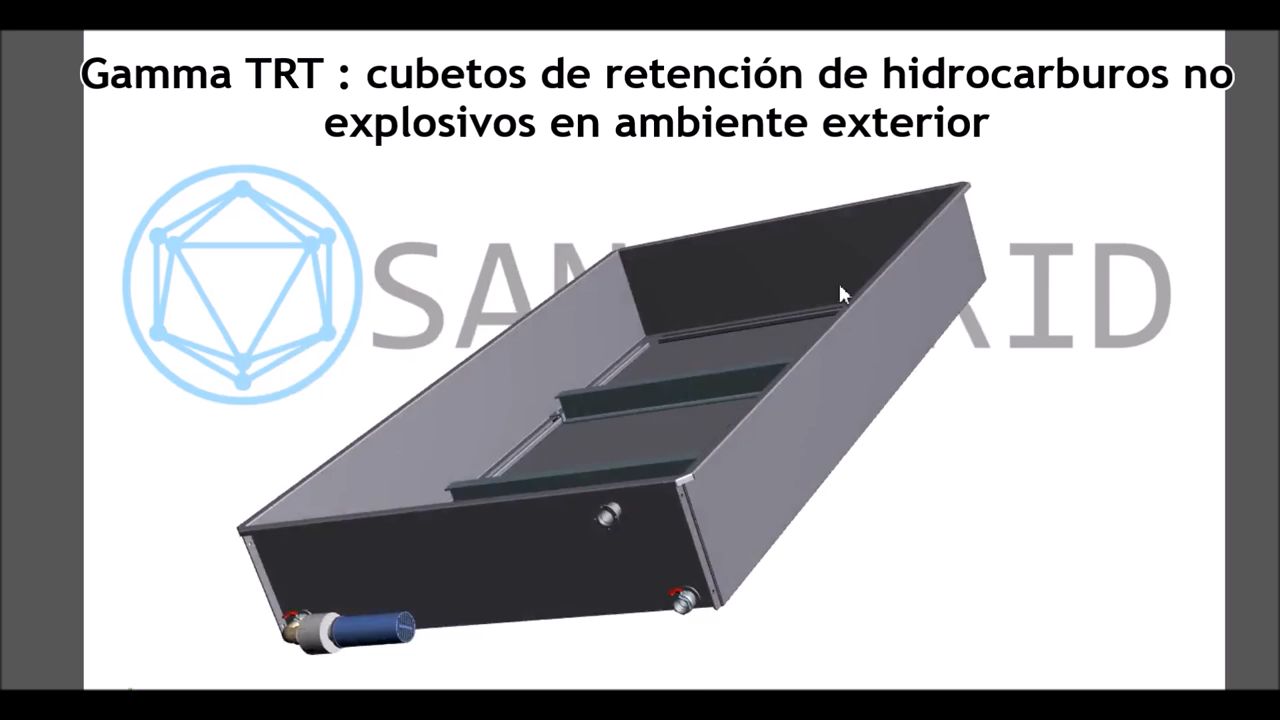 Gamma TRT : cubetos de retención de hidrocarburos no
explosivos en ambiente exterior